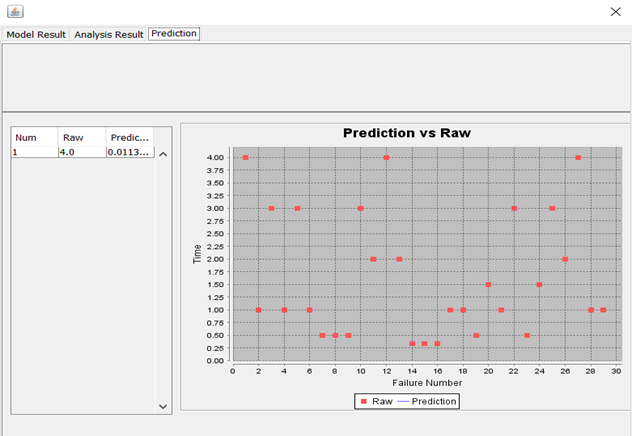 Model Result Analysis Result Prediction
Num Raw Predic...
1 4.0 0.0113...
Prediction vs Raw
Time
4.00
3.75
3.50
3.25
3.00
2.75
2.50
2.25
2.00
1.75
1.50
1.25
1.00
0.75
0.50
0.25
0.00
0 2 4 6 8 10 12 14 16 18 20 22 24 26 28 30
Failure Number
Raw Prediction